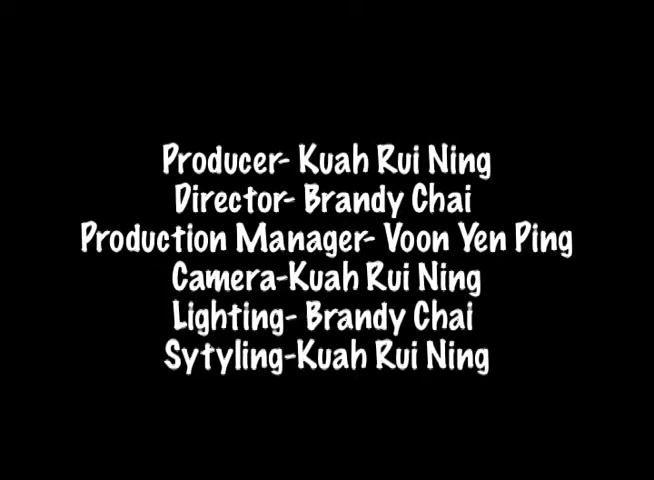 Producer- Kuah Rui Ning
Director- Brandy Chai
Production Manager- Voon Yen Ping
Camera-Kuah Rui Ning
Lighting- Brandy Chai
Sytyling-Kuah Rui Ning